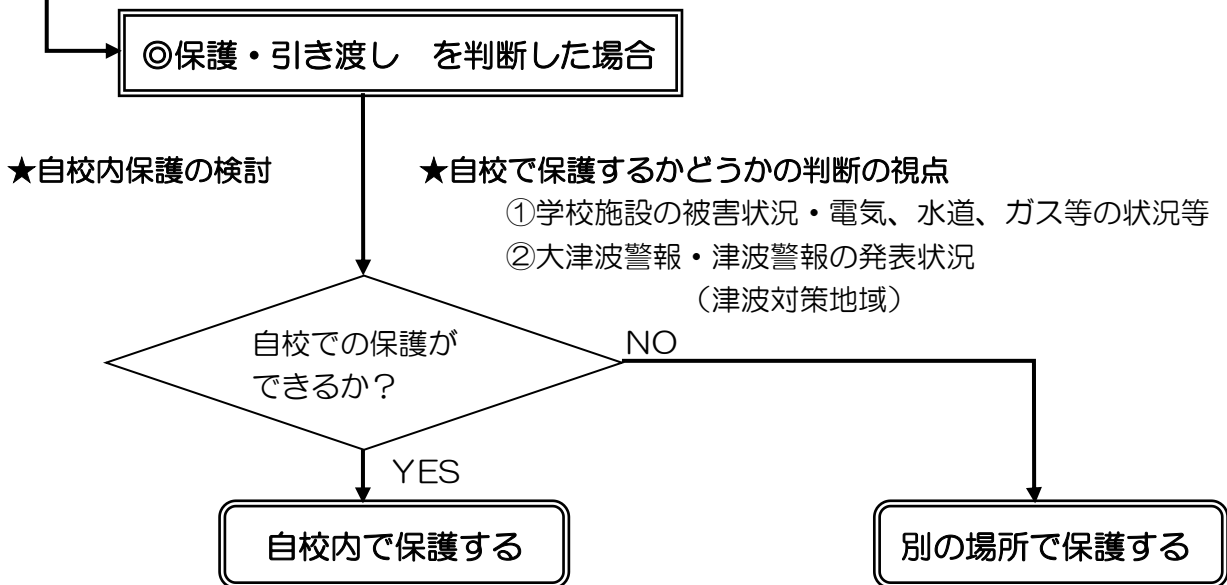 ◎保護・引き渡し　を判断した場合
★自校内保護の検討
★自校で保護するかどうかの判断の視点
①学校施設の被害状況・電気、水道、ガス等の状況等
②大津波警報・津波警報の発表状況
（津波対策地域）
自校での保護が
できるか？
NO
YES
自校内で保護する
別の場所で保護する